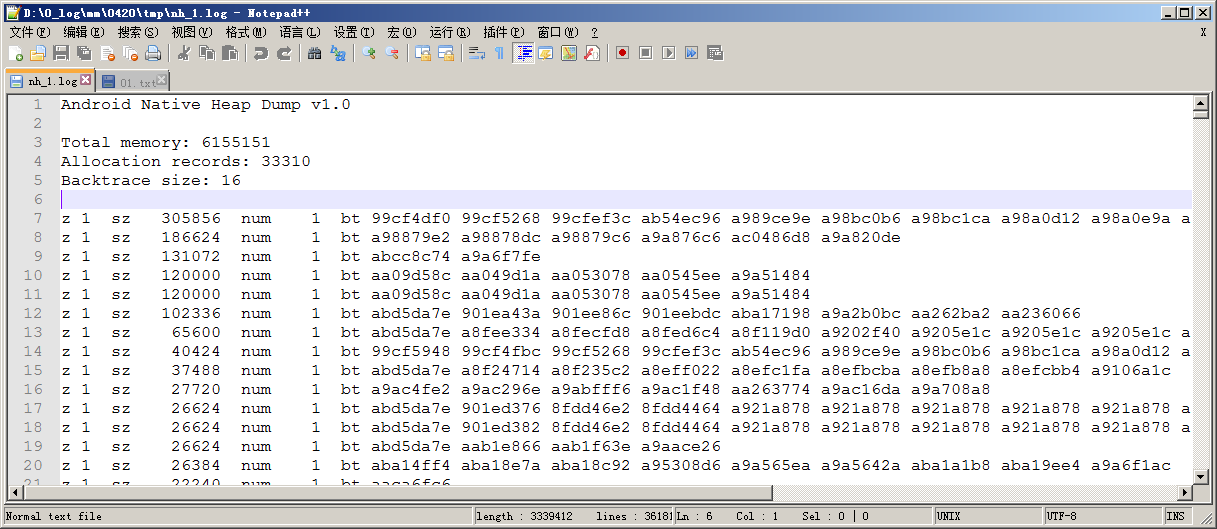 D:\0_log\mm\0420\tmp\nh_1.log - Notepad++
文件(F) 编辑(E) 搜索(S) 视图(V) 格式(M) 语言(L) 设置(T) 宏(O) 运行(R) 插件(P) 窗口(W) ? X
nh_1.log 01.txt
1 Android Native Heap Dump v1.0
2
3 Total memory: 6155151
4 Allocation records: 33310
5 Backtrace size: 16
6
7 z 1 sz 305856 num 1 bt 99cf4df0 99cf5268 99cfef3c ab54ec96 a989ce9e a98bc0b6 a98bc1ca a98a0d12 a98a0e9a a
8 z 1 sz 186624 num 1 bt a98879e2 a98878dc a98879c6 a9a876c6 ac0486d8 a9a820de
9 z 1 sz 131072 num 1 bt abcc8c74 a9a6f7fe
10 z 1 sz 120000 num 1 bt aa09d58c aa049d1a aa053078 aa0545ee a9a51484
11 z 1 sz 120000 num 1 bt aa09d58c aa049d1a aa053078 aa0545ee a9a51484
12 z 1 sz 102336 num 1 bt abd5da7e 901ea43a 901ee86c 901eebdc aba17198 a9a2b0bc aa262ba2 aa236066
13 z 1 sz 65600 num 1 bt abd5da7e a8fee334 a8fecfd8 a8fed6c4 a8f119d0 a9202f40 a9205e1c a9205e1c a9205e1c a
14 z 1 sz 40424 num 1 bt 99cf5948 99cf4fbc 99cf5268 99cfef3c ab54ec96 a989ce9e a98bc0b6 a98bc1ca a98a0d12 a
15 z 1 sz 37488 num 1 bt abd5da7e a8f24714 a8f235c2 a8eff022 a8efc1fa a8efbcba a8efb8a8 a8efcbb4 a9106a1c
16 z 1 sz 27720 num 1 bt a9ac4fe2 a9ac296e a9abfff6 a9ac1f48 aa263774 a9ac16da a9a708a8
17 z 1 sz 26624 num 1 bt abd5da7e 901ed376 8fdd46e2 8fdd4464 a921a878 a921a878 a921a878 a921a878 a921a878 a
18 z 1 sz 26624 num 1 bt abd5da7e 901ed382 8fdd46e2 8fdd4464 a921a878 a921a878 a921a878 a921a878 a921a878 a
19 z 1 sz 26624 num 1 bt abd5da7e aab1e866 aab1f63e a9aace26
20 z 1 sz 26384 num 1 bt aba14ff4 aba18e7a aba18c92 a95308d6 a9a565ea a9a5642a aba1a1b8 aba19ee4 a9a6f1ac
21 z 1 sz 22240 num 1 bt aaca6fc6
Normal text file length : 3339412 lines : 36181 Ln : 6 Col : 1 Sel : 0 | 0 UNIX UTF-8 INS